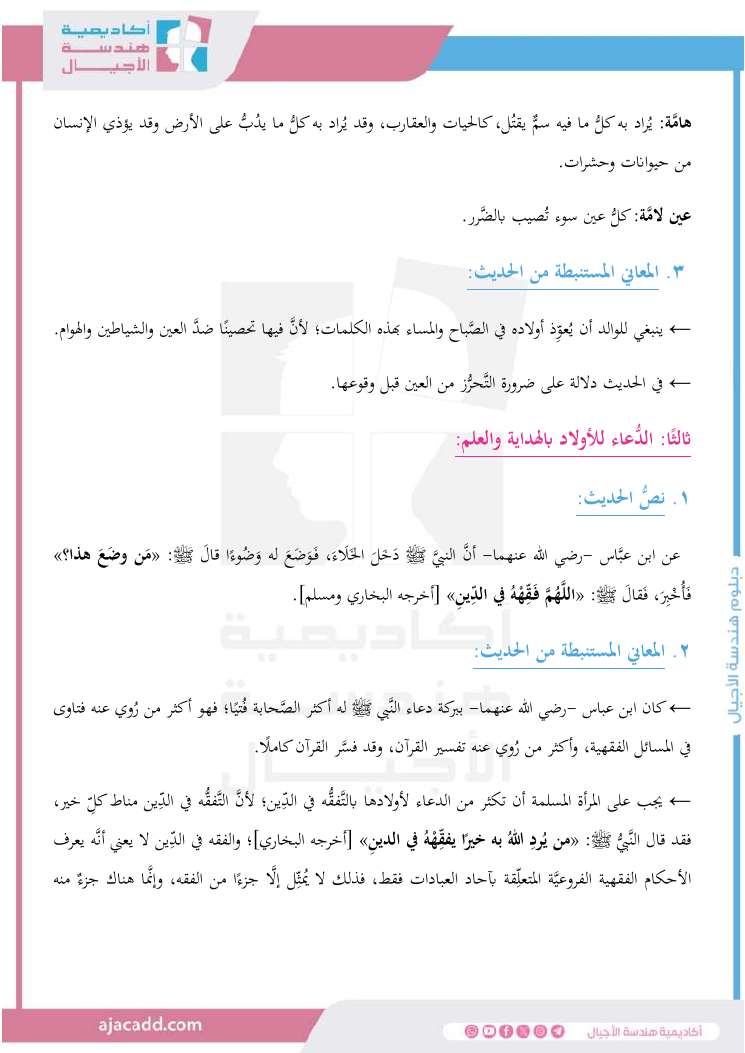 أكاديمية
هندسة
الأجيال
هامَّة: يُراد به كلُّ ما فيه سمٌّ يقتُل، كالحيات والعقارب، وقد يُراد به كلُّ ما يدُبُّ على الأرض وقد يؤذي الإنسان
من حيوانات وحشرات.
عين لامَّة: كلُّ عين سوء تُصيب بالضَّرر.
٣. المعاني المستنبطة من الحديث:
← ينبغي للوالد أن يُعوِّذ أولاده في الصَّباح والمساء بهذه الكلمات؛ لأنَّ فيها تحصينًا ضدَّ العين والشياطين والهوام.
← في الحديث دلالة على ضرورة التَّحرُّز من العين قبل وقوعها.
ثالثًا: الدُّعاء للأولاد بالهداية والعلم:
١. نصُّ الحديث:
عن ابن عبَّاس -رضي الله عنهما- أنَّ النبيَّ ﷺ دَخَلَ الخَلَاءَ، فَوَضَعَ له وَضُوءًا قالَ ﷺ: «مَن وضَعَ هذا؟»
فَأُخْبِرَ، فَقالَ ﷺ: «اللَّهُمَّ فَقِّهْهُ في الدِّينِ» [أخرجه البخاري ومسلم].
٢. المعاني المستنبطة من الحديث:
← كان ابن عباس -رضي الله عنهما- ببركة دعاء النَّبي ﷺ له أكثر الصَّحابة فُتيًا؛ فهو أكثر من رُوي عنه فتاوى
في المسائل الفقهية، وأكثر من رُوي عنه تفسير القرآن، وقد فسَّر القرآن كاملًا.
← يجب على المرأة المسلمة أن تكثر من الدعاء لأولادها بالتَّفقُّه في الدِّين؛ لأنَّ التَّفقُّه في الدِّين مناط كلِّ خير،
فقد قال النَّبيُّ ﷺ: «من يُرِدِ اللهُ به خيرًا يفقِّهْهُ في الدينِ» [أخرجه البخاري]؛ والفقه في الدِّين لا يعني أنَّه يعرف
الأحكام الفقهية الفروعيَّة المتعلِّقة بآحاد العبادات فقط، فذلك لا يُمثِّل إلَّا جزءًا من الفقه، وإنَّما هناك جزءٌ منه
أكاديمية
هندسة
الأجيال
دبلوم هندسة الأجيال
أكاديمية هندسة الأجيال
ajacadd.com